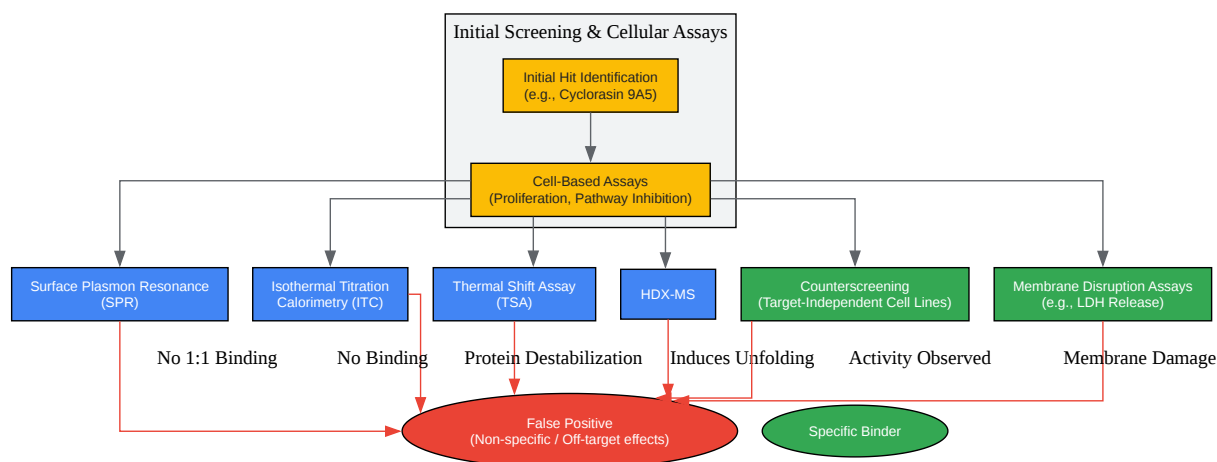 Initial Screening & Cellular Assays
Initial Hit Identification
(e.g., Cyclorasin 9A5)
Cell-Based Assays
(Proliferation, Pathway Inhibition)
Surface Plasmon Resonance
(SPR)
Isothermal Titration
Calorimetry (ITC)
Thermal Shift Assay
(TSA)
HDX-MS
Counterscreening
(Target-Independent Cell Lines)
Membrane Disruption Assays
(e.g., LDH Release)
No 1:1 Binding
No Binding
Protein Destabilization
Induces Unfolding
Activity Observed
Membrane Damage
False Positive
(Non-specific / Off-target effects)
Specific Binder